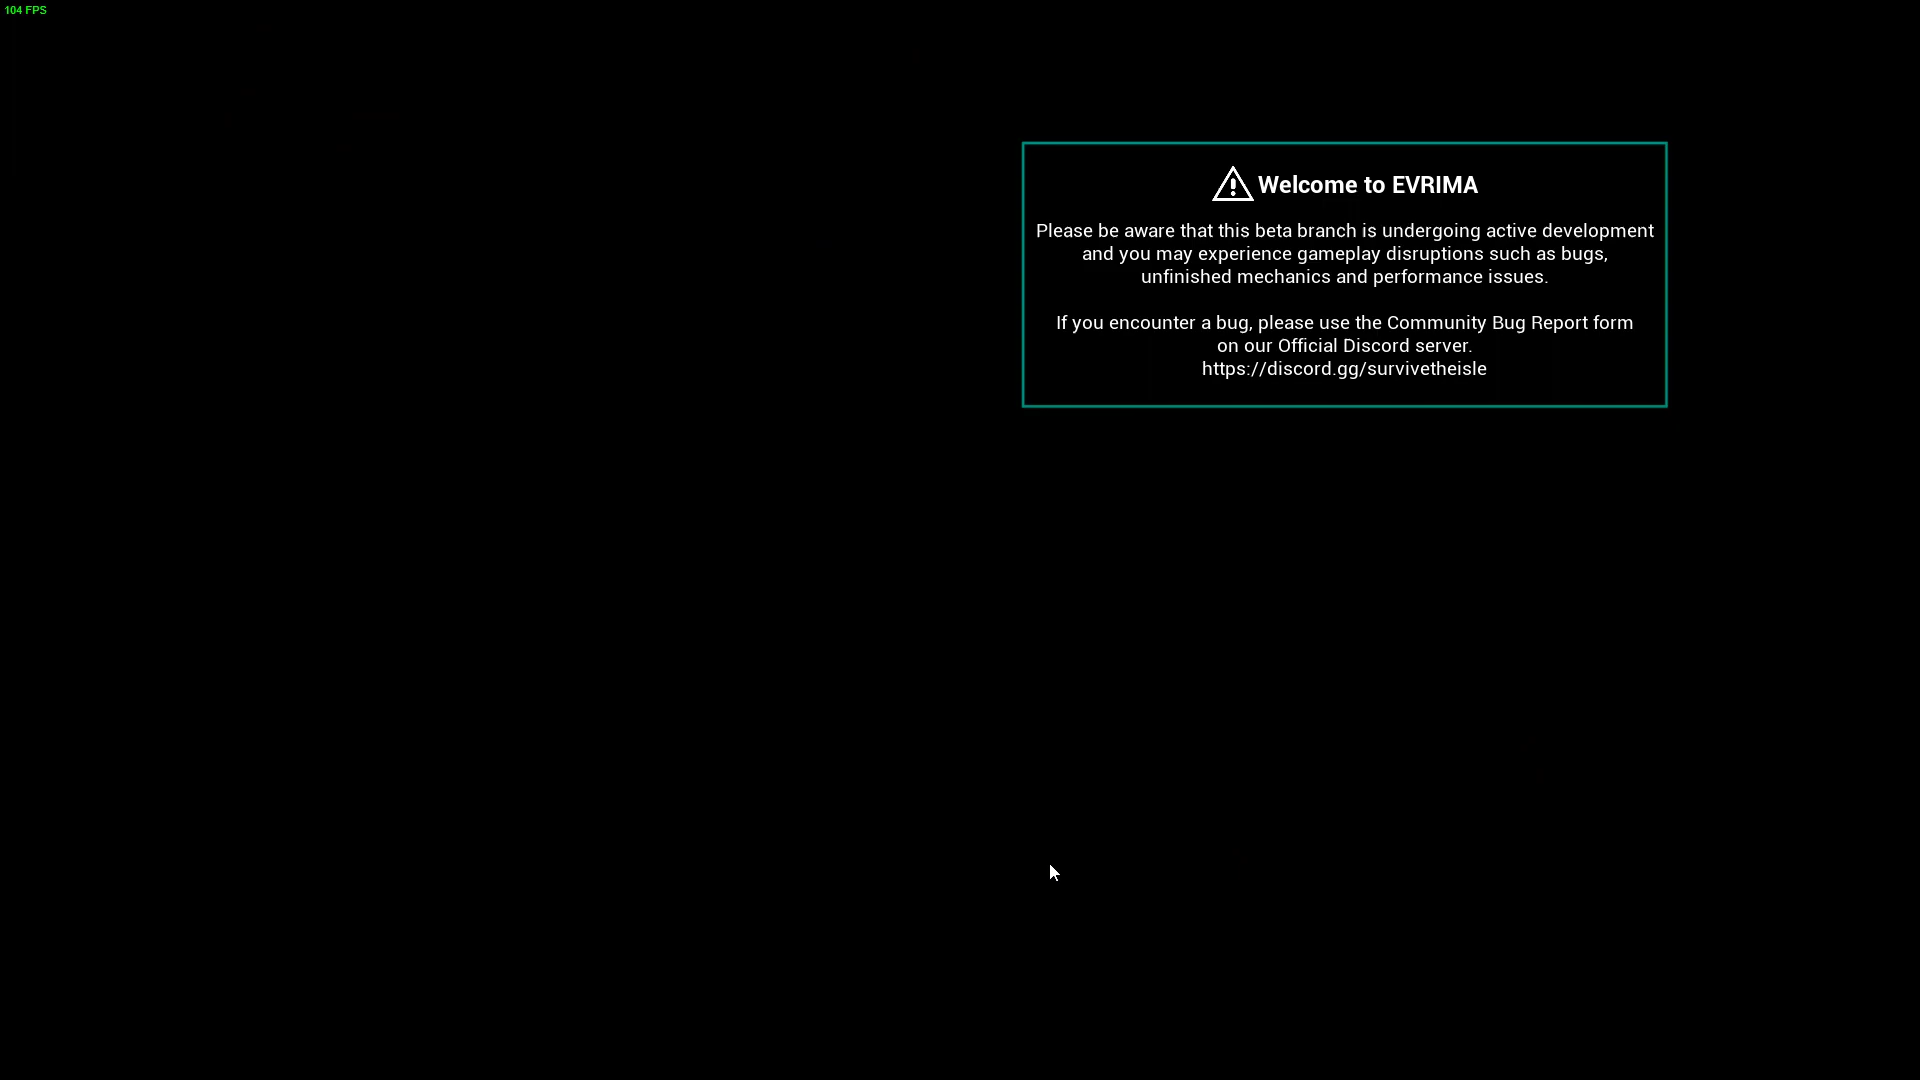 104 FPS
Welcome to EVRIMA
Please be aware that this beta branch is undergoing active development
and you may experience gameplay disruptions such as bugs,
unfinished mechanics and performance issues.
If you encounter a bug, please use the Community Bug Report form
on our Official Discord server.
https://discord.gg/survivetheisle